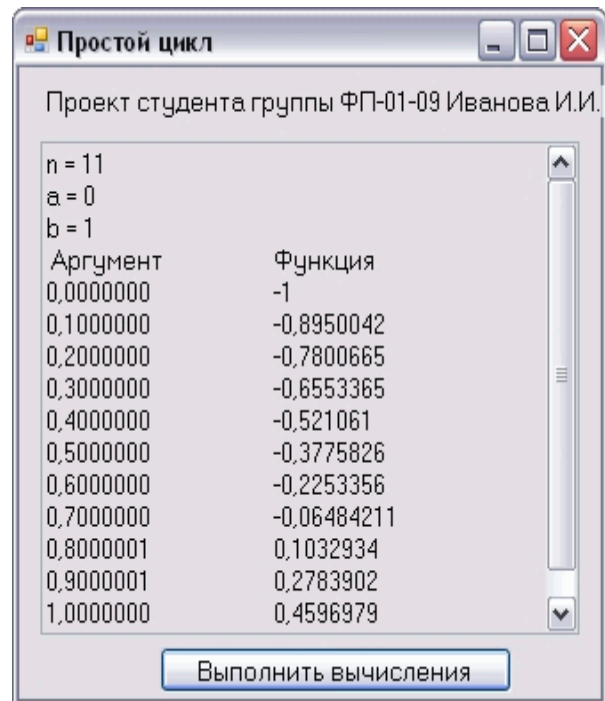 Простой цикл
Проект студента группы ФП-01-09 Иванова И.И.
n = 11
a = 0
b = 1
Аргумент Функция
0,0000000 -1
0,1000000 -0,8950042
0,2000000 -0,7800665
0,3000000 -0,6553365
0,4000000 -0,521061
0,5000000 -0,3775826
0,6000000 -0,2253356
0,7000000 -0,06484211
0,8000001 0,1032934
0,9000001 0,2783902
1,0000000 0,4596979
Выполнить вычисления